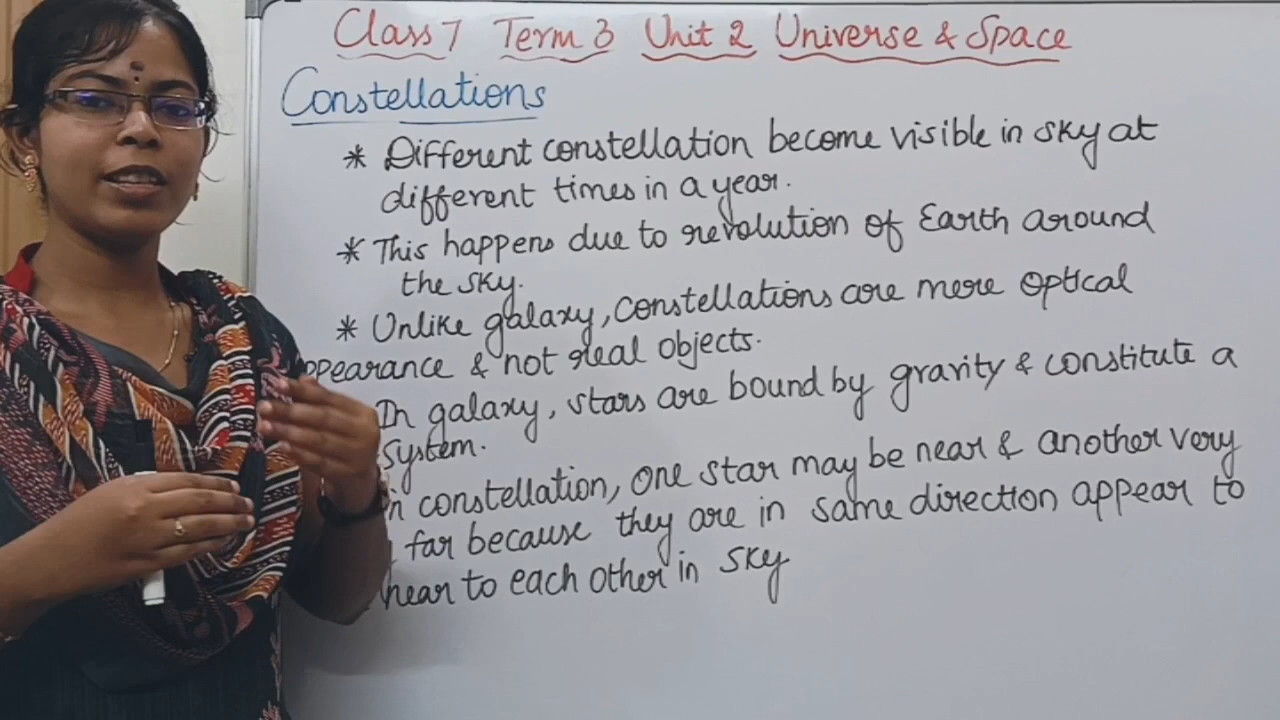 Class 7 Term 3 Unit 2 Universe & Space
Constellations
* Different constellation become visible in sky at
different times in a year.
* This happens due to revolution of Earth around
the sky.
* Unlike galaxy, constellations are mere optical
ppearance & not real objects.
In galaxy, stars are bound by gravity & constitute a
system.
n constellation, one star may be near & another very
far because they are in same direction appear to
near to each other in sky